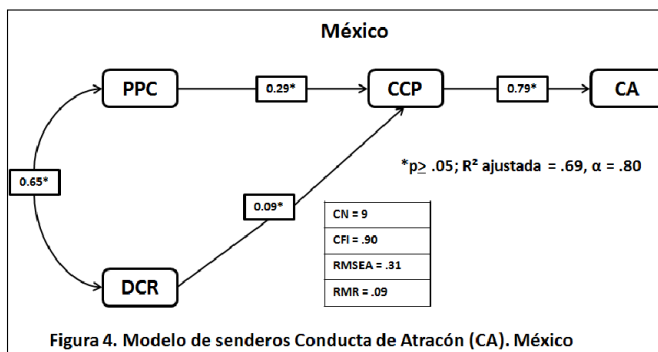 México
PPC
0.29*
CCP
0.79*
CA
*p≥ .05; R² ajustada = .69, α = .80
0.65*
0.09*
CN = 9
CFI = .90
RMSEA = .31
RMR = .09
DCR
Figura 4. Modelo de senderos Conducta de Atracón (CA). México